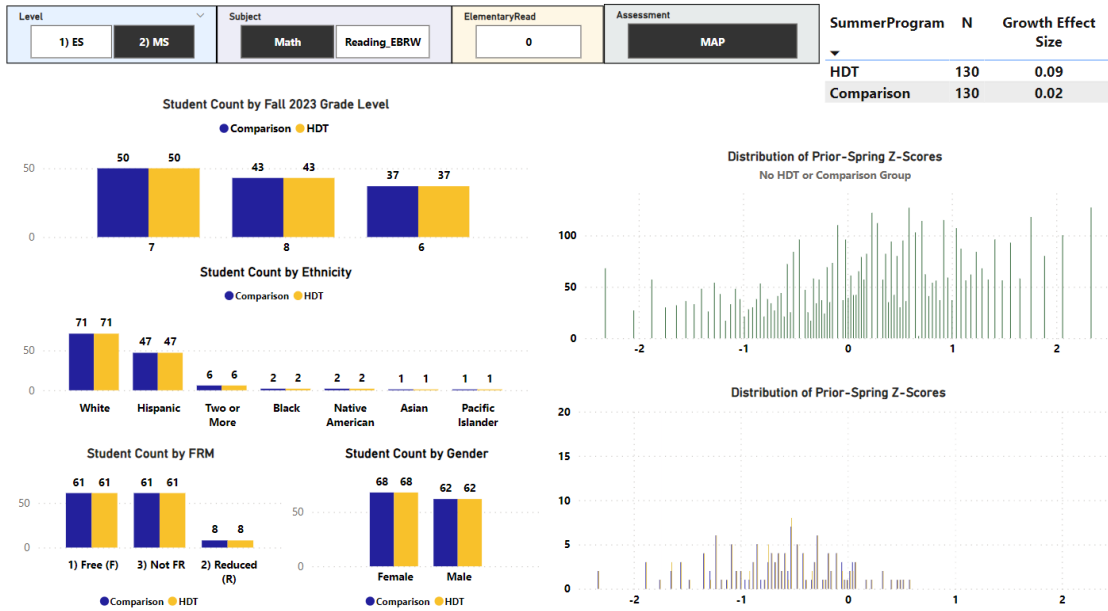 Level
1) ES 2) MS
Subject
Math Reading_EBRW
ElementaryRead
0
Assessment
MAP
SummerProgram N Growth Effect
Size
HDT 130 0.09
Comparison 130 0.02
Student Count by Fall 2023 Grade Level
Comparison HDT
50 50 43 43 37 37
50
0
7 8 6
Student Count by Ethnicity
Comparison HDT
71 71 47 47 6 6 2 2 2 2 1 1 1 1
50
0
White Hispanic Two or More Black Native American Asian Pacific Islander
Student Count by FRM
61 61 61 61 8 8
50
0
1) Free (F) 3) Not FR 2) Reduced (R)
Comparison HDT
Student Count by Gender
68 68 62 62
50
0
Female Male
Comparison HDT
Distribution of Prior-Spring Z-Scores
No HDT or Comparison Group
100
50
0
-2 -1 0 1 2
Distribution of Prior-Spring Z-Scores
20
15
10
5
0
-2 -1 0 1 2